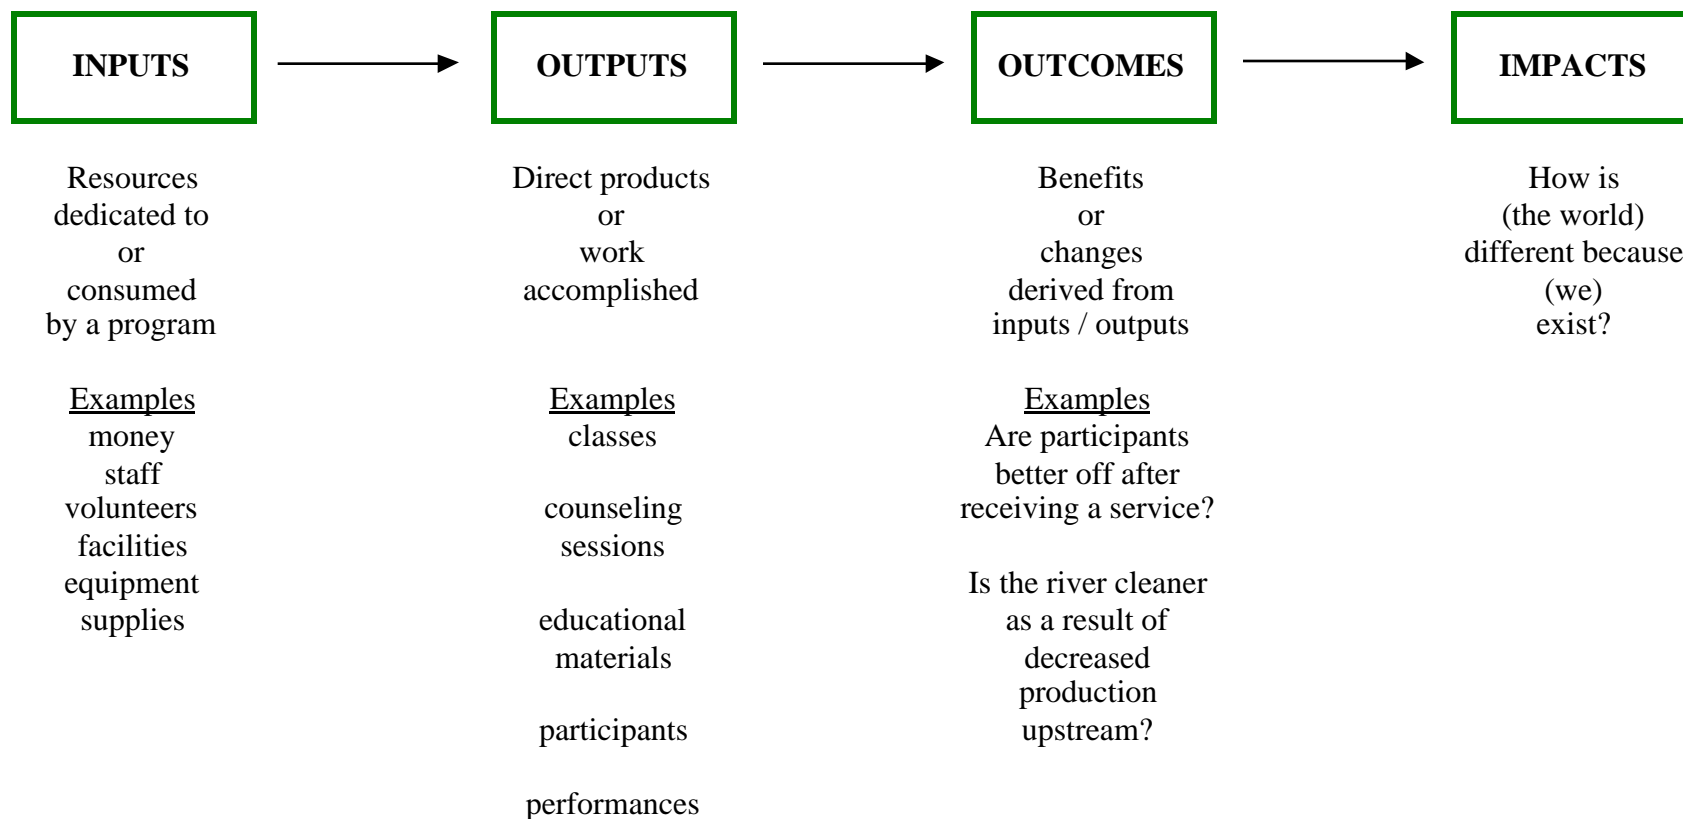 INPUTS
OUTPUTS
OUTCOMES
IMPACTS
Resources
dedicated to
or
consumed
by a program
Examples
money
staff
volunteers
facilities
equipment
supplies
Direct products
or
work
accomplished
Examples
classes
counseling
sessions
educational
materials
participants
performances
Benefits
or
changes
derived from
inputs / outputs
Examples
Are participants
better off after
receiving a service?
Is the river cleaner
as a result of
decreased
production
upstream?
How is
(the world)
different because
(we)
exist?